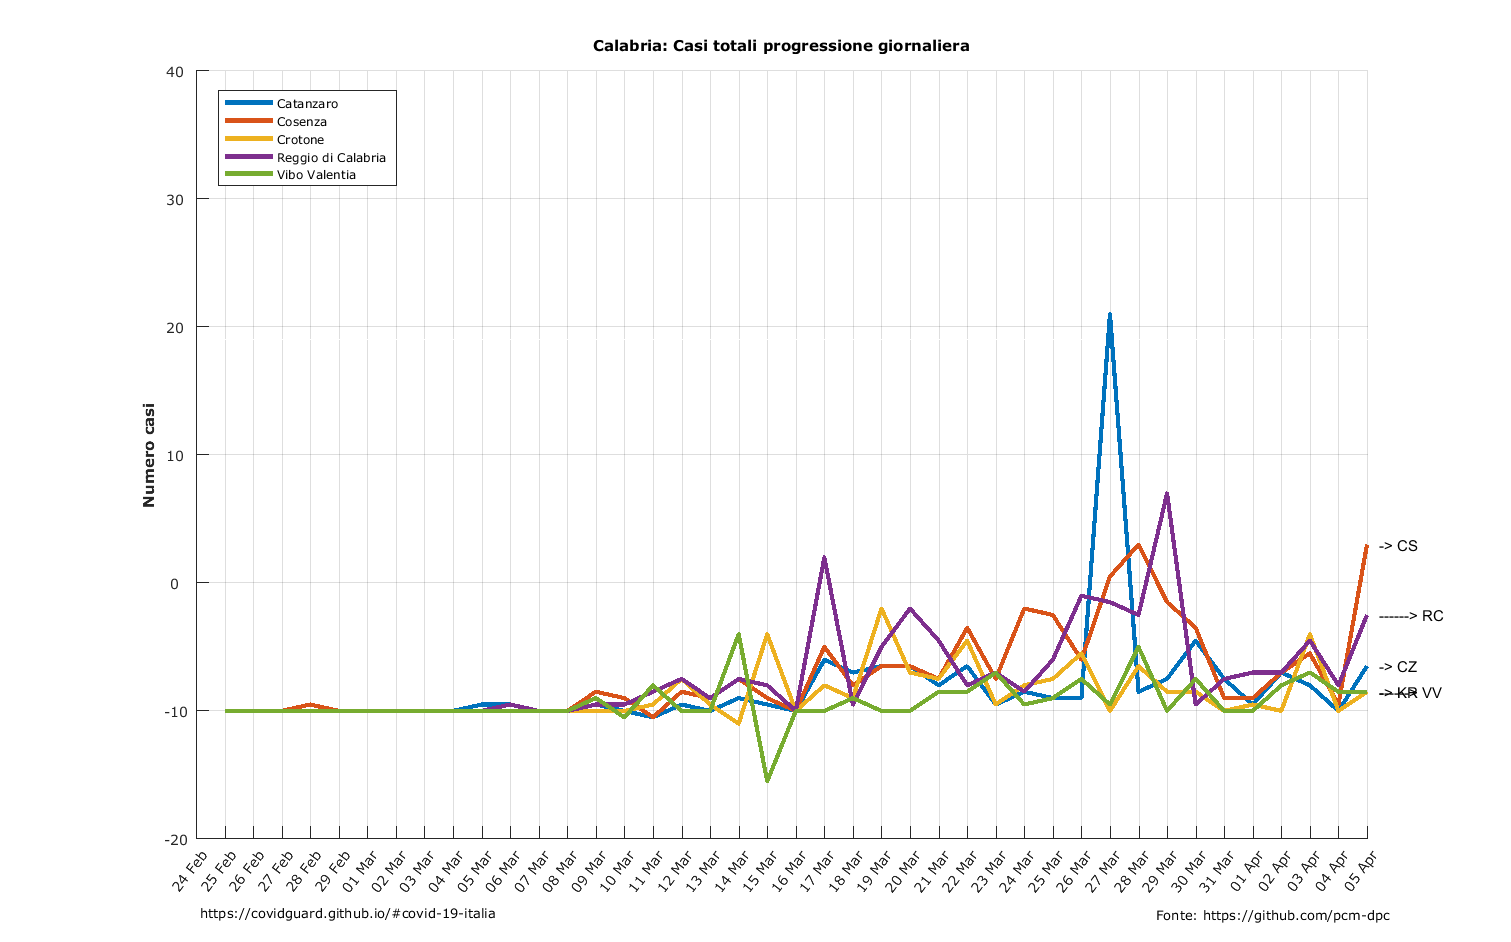 Calabria: Casi totali progressione giornaliera
40
30
20
10
0
-10
-20
Numero casi
Catanzaro
Cosenza
Crotone
Reggio di Calabria
Vibo Valentia
-> CS
------> RC
-> CZ
-> KR
------> VV
24 Feb
25 Feb
26 Feb
27 Feb
28 Feb
29 Feb
01 Mar
02 Mar
03 Mar
04 Mar
05 Mar
06 Mar
07 Mar
08 Mar
09 Mar
10 Mar
11 Mar
12 Mar
13 Mar
14 Mar
15 Mar
16 Mar
17 Mar
18 Mar
19 Mar
20 Mar
21 Mar
22 Mar
23 Mar
24 Mar
25 Mar
26 Mar
27 Mar
28 Mar
29 Mar
30 Mar
31 Mar
01 Apr
02 Apr
03 Apr
04 Apr
05 Apr
https://covidguard.github.io/#covid-19-italia
Fonte: https://github.com/pcm-dpc